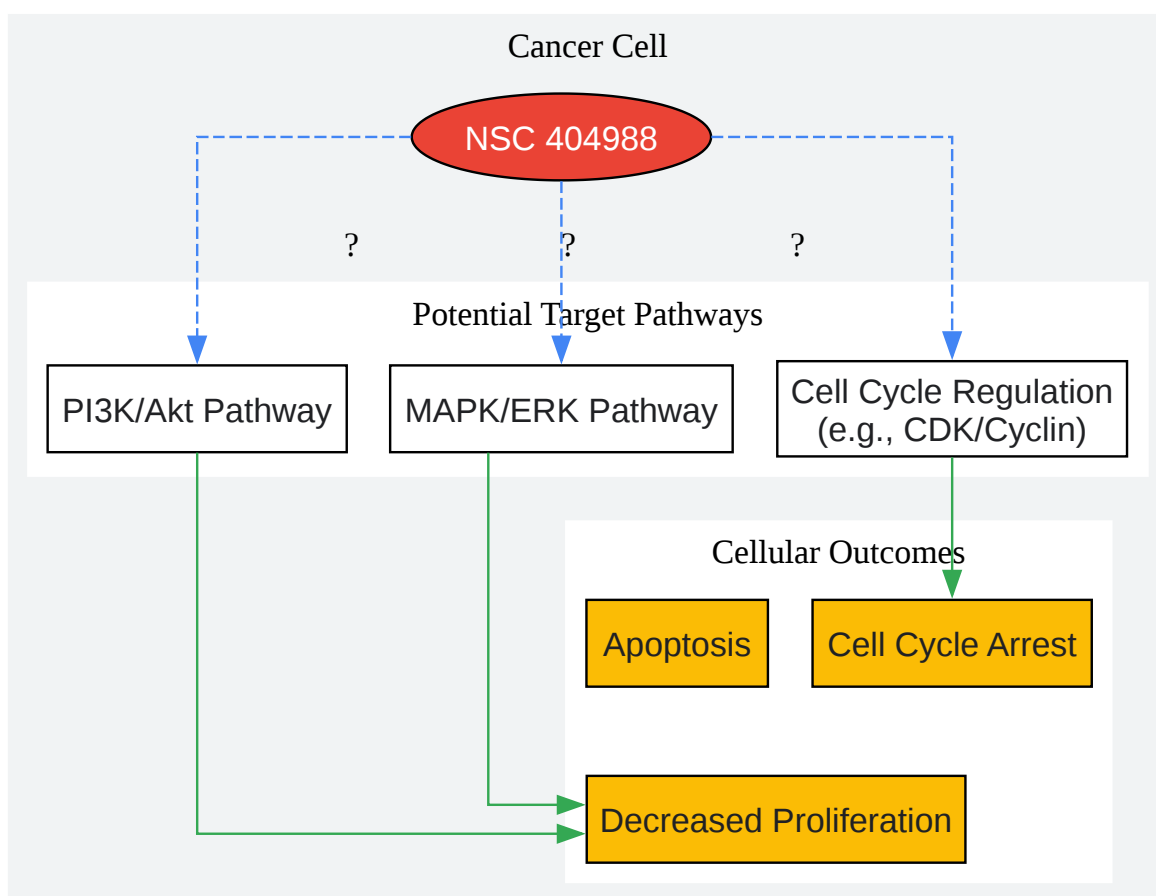 Cancer Cell
NSC 404988
? ? ?
Potential Target Pathways
PI3K/Akt Pathway
MAPK/ERK Pathway
Cell Cycle Regulation
(e.g., CDK/Cyclin)
Cellular Outcomes
Apoptosis
Cell Cycle Arrest
Decreased Proliferation